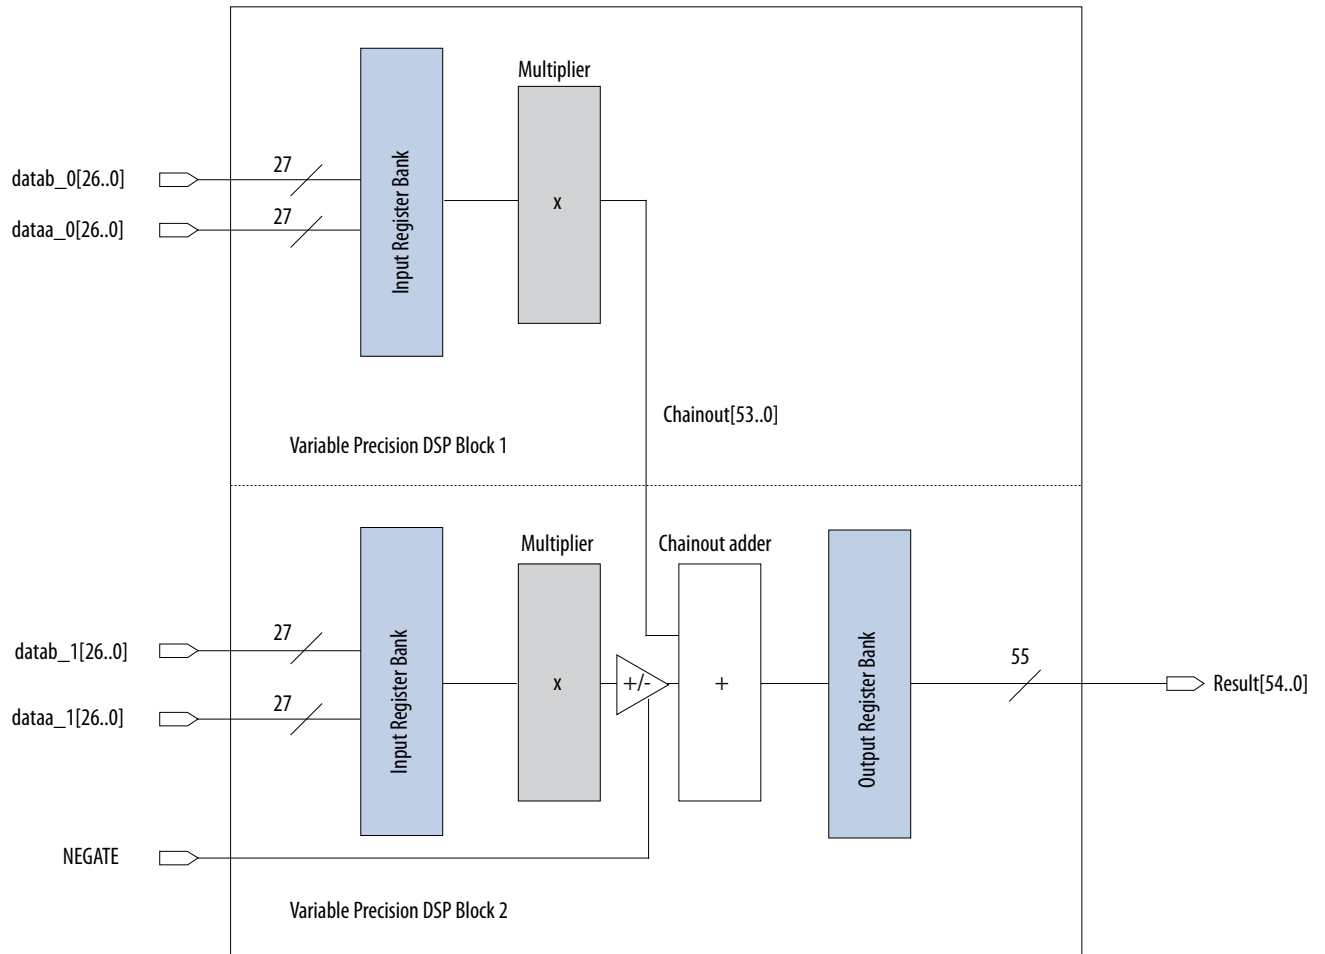 Multiplier
27
datab_0[26..0]
27
dataa_0[26..0]
Input Register Bank
x
Chainout[53..0]
Variable Precision DSP Block 1
Multiplier
Chainout adder
27
datab_1[26..0]
27
dataa_1[26..0]
Input Register Bank
x
+/-
+
Output Register Bank
55
Result[54..0]
NEGATE
Variable Precision DSP Block 2